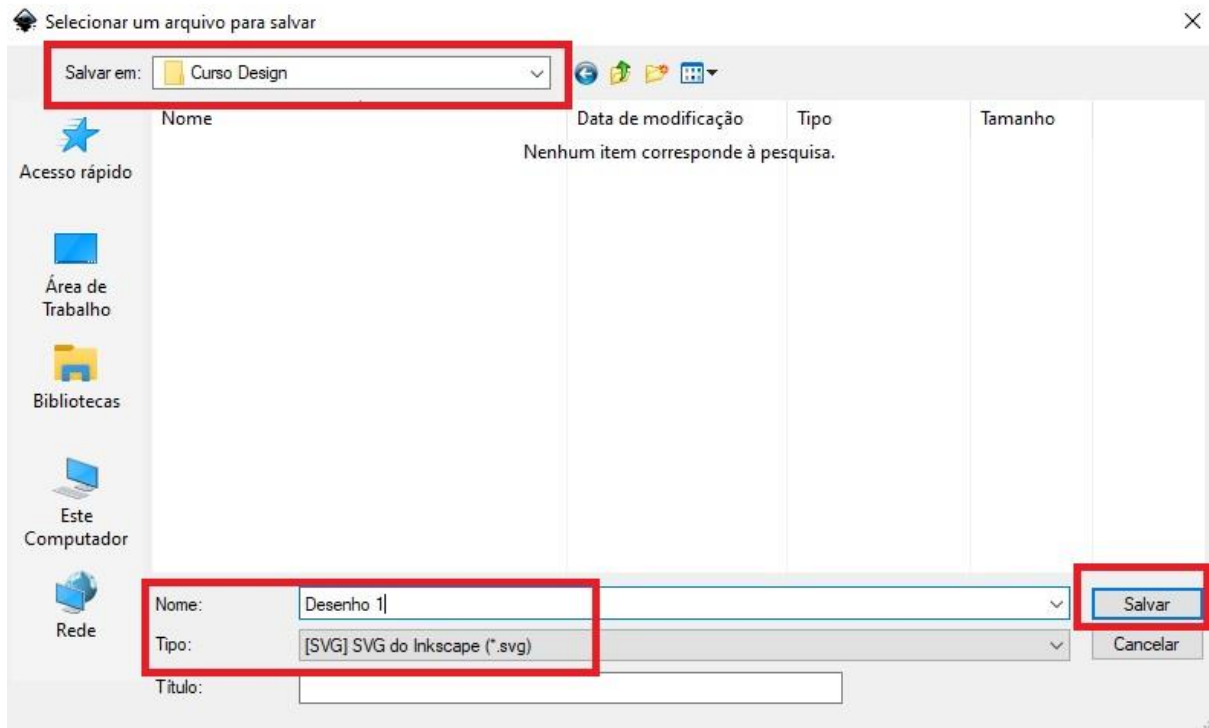 Selecionar um arquivo para salvar
Salvar em: Curso Design
Nome Data de modificação Tipo Tamanho
Nenhum item corresponde à pesquisa.
Acesso rápido
Área de
Trabalho
Bibliotecas
Este
Computador
Rede
Nome: Desenho 1 Salvar
Tipo: [SVG] SVG do Inkscape (*.svg) Cancelar
Título: